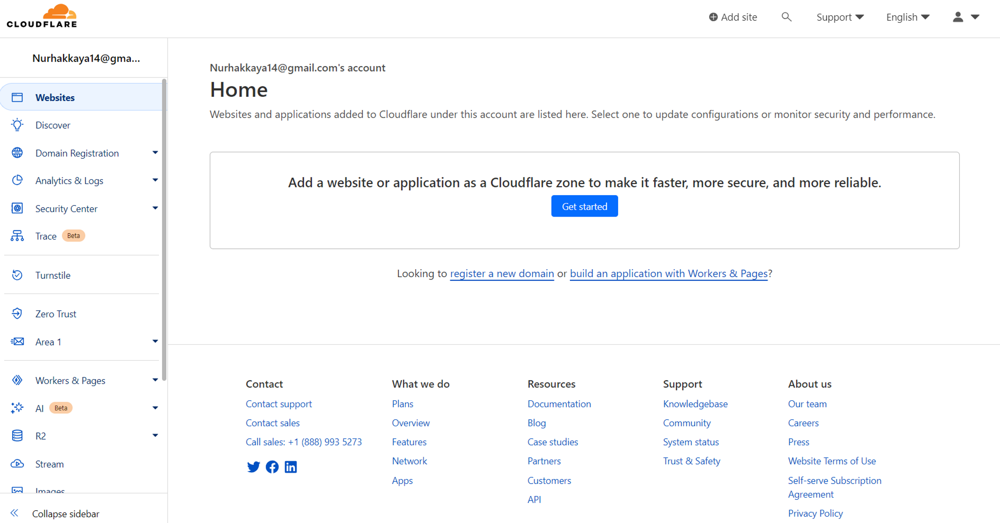 CLOUDFLARE
Add site
Support
English
Nurhakkaya14@gma...
Websites
Discover
Domain Registration
Analytics & Logs
Security Center
Trace Beta
Turnstile
Zero Trust
Area 1
Workers & Pages
AI Beta
R2
Stream
Images
Collapse sidebar
Nurhakkaya14@gmail.com's account
Home
Websites and applications added to Cloudflare under this account are listed here. Select one to update configurations or monitor security and performance.
Add a website or application as a Cloudflare zone to make it faster, more secure, and more reliable.
Get started
Looking to register a new domain or build an application with Workers & Pages?
Contact
Contact support
Contact sales
Call sales: +1 (888) 993 5273
What we do
Plans
Overview
Features
Network
Apps
Resources
Documentation
Blog
Case studies
Partners
Customers
API
Support
Knowledgebase
Community
System status
Trust & Safety
About us
Our team
Careers
Press
Website Terms of Use
Self-serve Subscription
Agreement
Privacy Policy